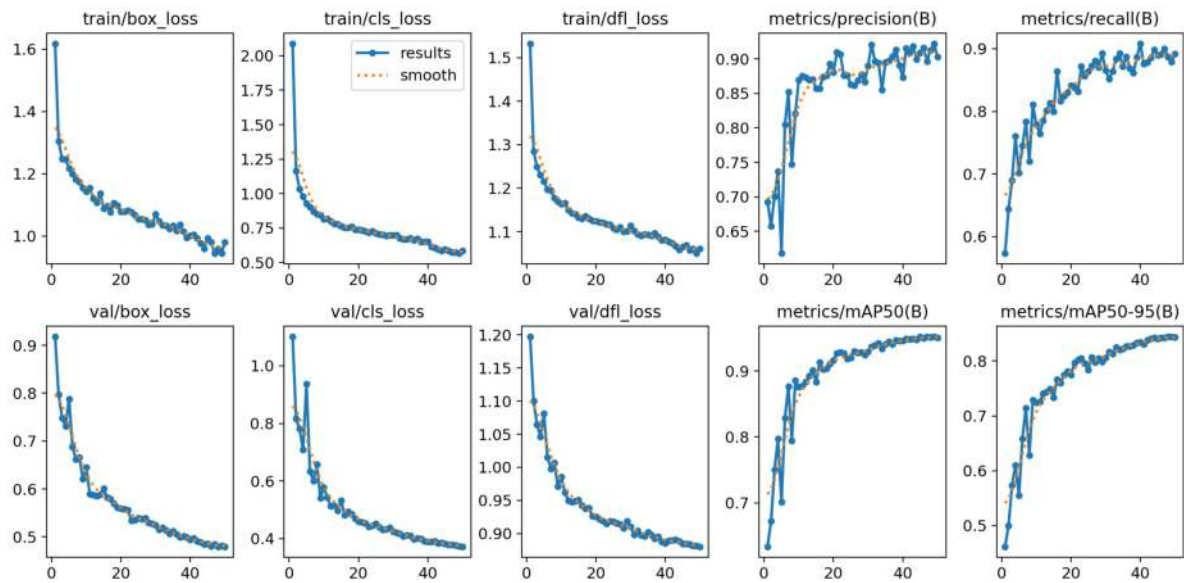 train/box_loss
train/cls_loss
train/dfl_loss
metrics/precision(B)
metrics/recall(B)
1.6
1.4
1.2
1.0
0 20 40
2.00
1.75
1.50
1.25
1.00
0.75
0.50
results
smooth
0 20 40
1.5
1.4
1.3
1.2
1.1
0 20 40
0.90
0.85
0.80
0.75
0.70
0.65
0 20 40
0.9
0.8
0.7
0.6
0 20 40
val/box_loss
val/cls_loss
val/dfl_loss
metrics/mAP50(B)
metrics/mAP50-95(B)
0.9
0.8
0.7
0.6
0.5
0 20 40
1.0
0.8
0.6
0.4
0 20 40
1.20
1.15
1.10
1.05
1.00
0.95
0.90
0 20 40
0.9
0.8
0.7
0 20 40
0.8
0.7
0.6
0.5
0 20 40